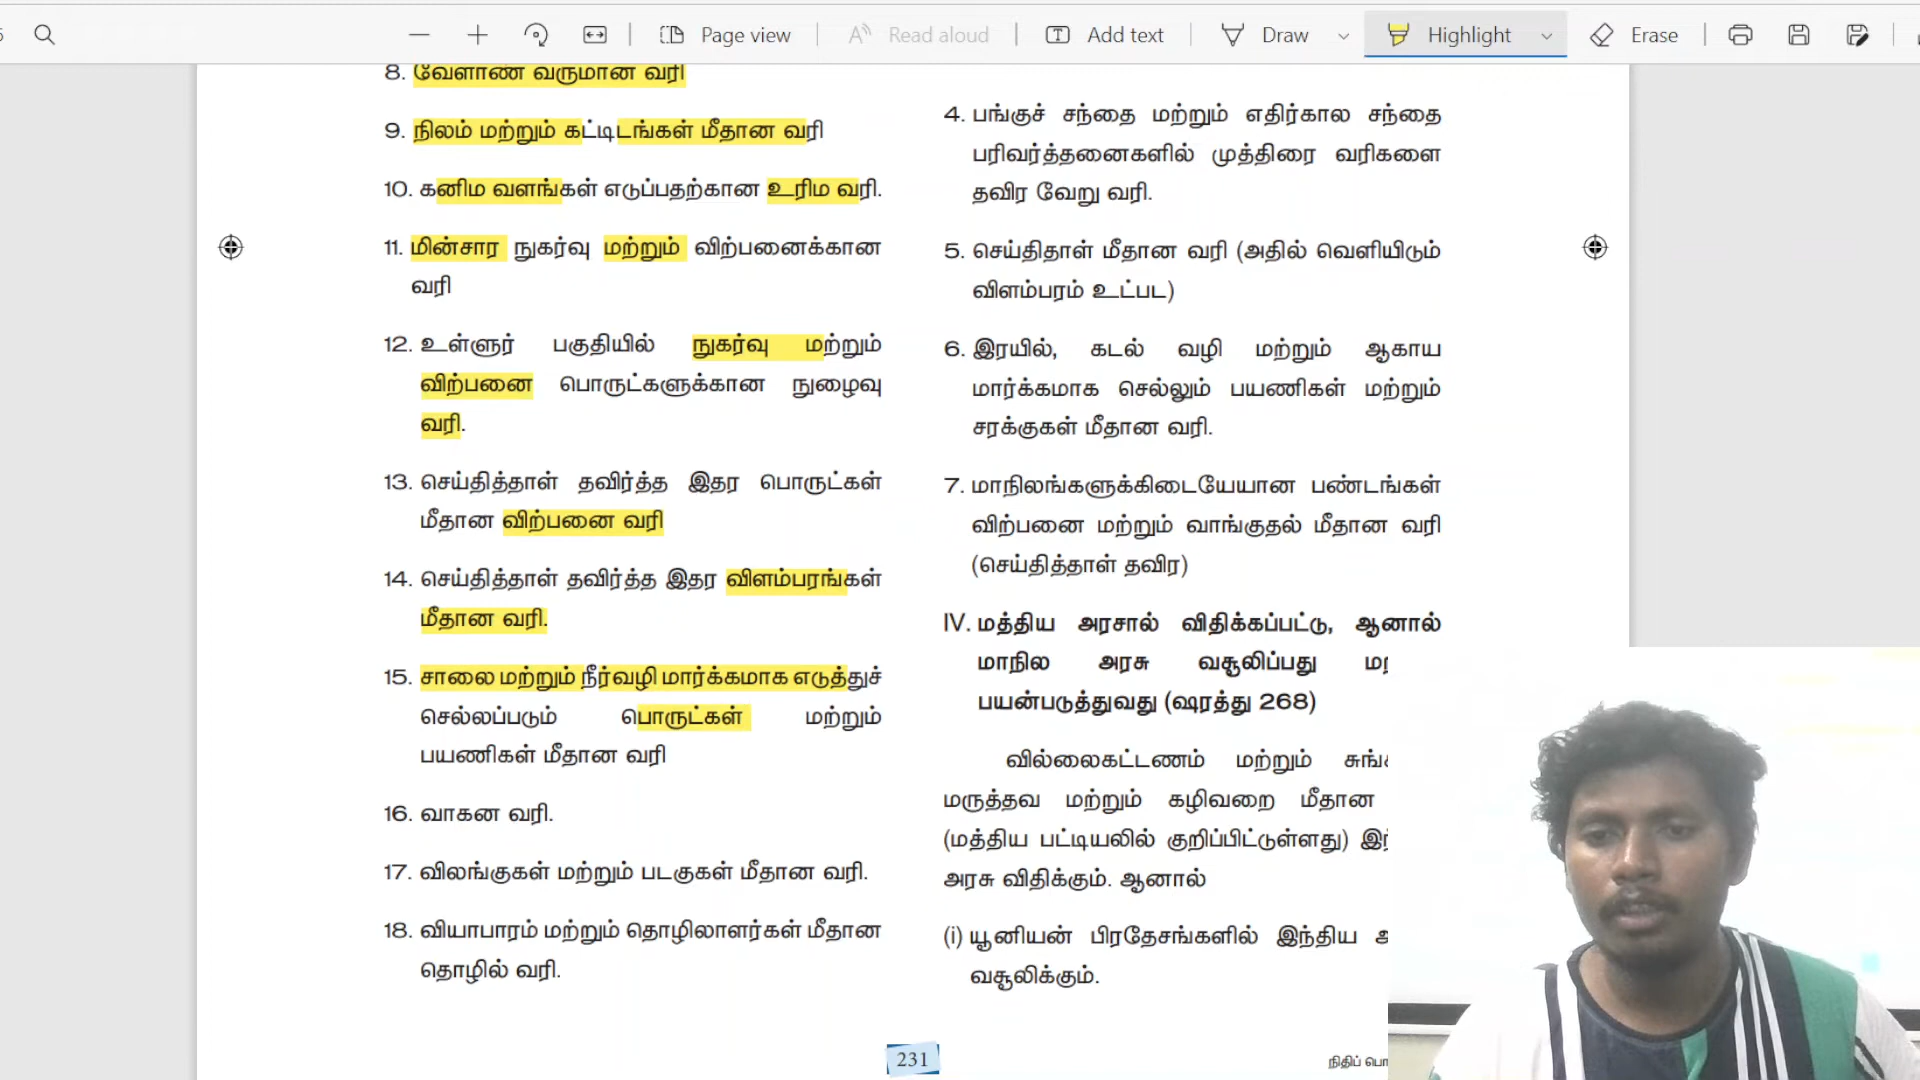 Page view
Read aloud
Add text
Draw
Highlight
Erase
8. வேளாண் வருமான வரி
9. நிலம் மற்றும் கட்டிடங்கள் மீதான வரி
10. கனிம வளங்கள் எடுப்பதற்கான உரிம வரி.
11. மின்சார நுகர்வு மற்றும் விற்பனைக்கான
வரி
12. உள்ளுர் பகுதியில் நுகர்வு மற்றும்
விற்பனை பொருட்களுக்கான நுழைவு
வரி.
13. செய்தித்தாள் தவிர்த்த இதர பொருட்கள்
மீதான விற்பனை வரி
14. செய்தித்தாள் தவிர்த்த இதர விளம்பரங்கள்
மீதான வரி.
15. சாலை மற்றும் நீர்வழி மார்க்கமாக எடுத்துச்
செல்லப்படும் பொருட்கள் மற்றும்
பயணிகள் மீதான வரி
16. வாகன வரி.
17. விலங்குகள் மற்றும் படகுகள் மீதான வரி.
18. வியாபாரம் மற்றும் தொழிலாளர்கள் மீதான
தொழில் வரி.
4. பங்குச் சந்தை மற்றும் எதிர்கால சந்தை
பரிவர்த்தனைகளில் முத்திரை வரிகளை
தவிர வேறு வரி.
5. செய்திதாள் மீதான வரி (அதில் வெளியிடும்
விளம்பரம் உட்பட)
6. இரயில், கடல் வழி மற்றும் ஆகாய
மார்க்கமாக செல்லும் பயணிகள் மற்றும்
சரக்குகள் மீதான வரி.
7. மாநிலங்களுக்கிடையேயான பண்டங்கள்
விற்பனை மற்றும் வாங்குதல் மீதான வரி
(செய்தித்தாள் தவிர)
IV. மத்திய அரசால் விதிக்கப்பட்டு, ஆனால்
மாநில அரசு வசூலிப்பது
பயன்படுத்துவது (ஷரத்து 268)
வில்லைகட்டணம் மற்றும்
மருத்தவ மற்றும் கழிவறை மீதான
(மத்திய பட்டியலில் குறிப்பிட்டுள்ளது)
அரசு விதிக்கும். ஆனால்
(i) யூனியன் பிரதேசங்களில் இந்திய
வசூலிக்கும்.
231
நிதிப்